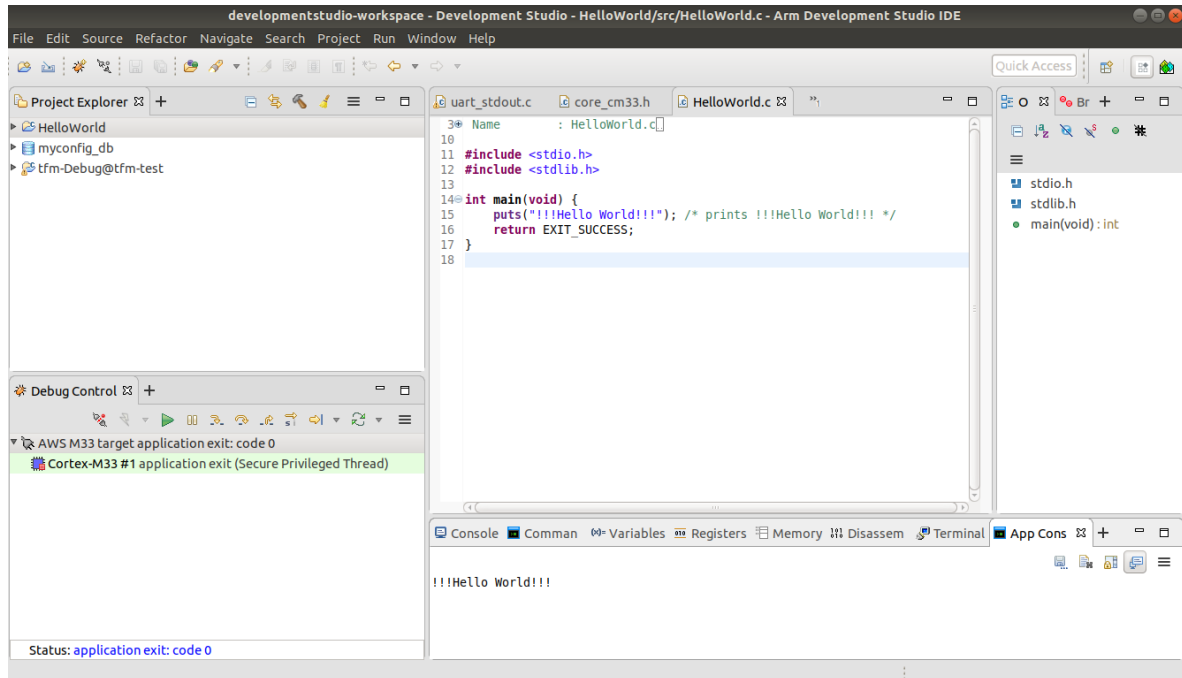 developmentstudio-workspace - Development Studio - HelloWorld/src/HelloWorld.c - Arm Development Studio IDE
File Edit Source Refactor Navigate Search Project Run Window Help
Quick Access
Project Explorer
HelloWorld
myconfig_db
tfm-Debug@tfm-test
uart_stdout.c core_cm33.h HelloWorld.c
3 Name : HelloWorld.c
10
11 #include <stdio.h>
12 #include <stdlib.h>
13
14 int main(void) {
15 puts("!!!Hello World!!!"); /* prints !!!Hello World!!! */
16 return EXIT_SUCCESS;
17 }
18
O Br
stdio.h
stdlib.h
main(void) : int
Debug Control
AWS M33 target application exit: code 0
Cortex-M33 #1 application exit (Secure Privileged Thread)
Status: application exit: code 0
Console Comman Variables Registers Memory Disassem Terminal App Cons
!!!Hello World!!!